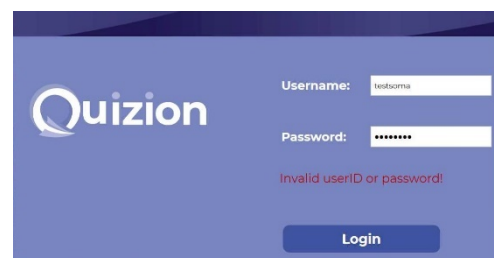 Quizion
Username: testsoma
Password: ••••••••
Invalid userID or password!
Login